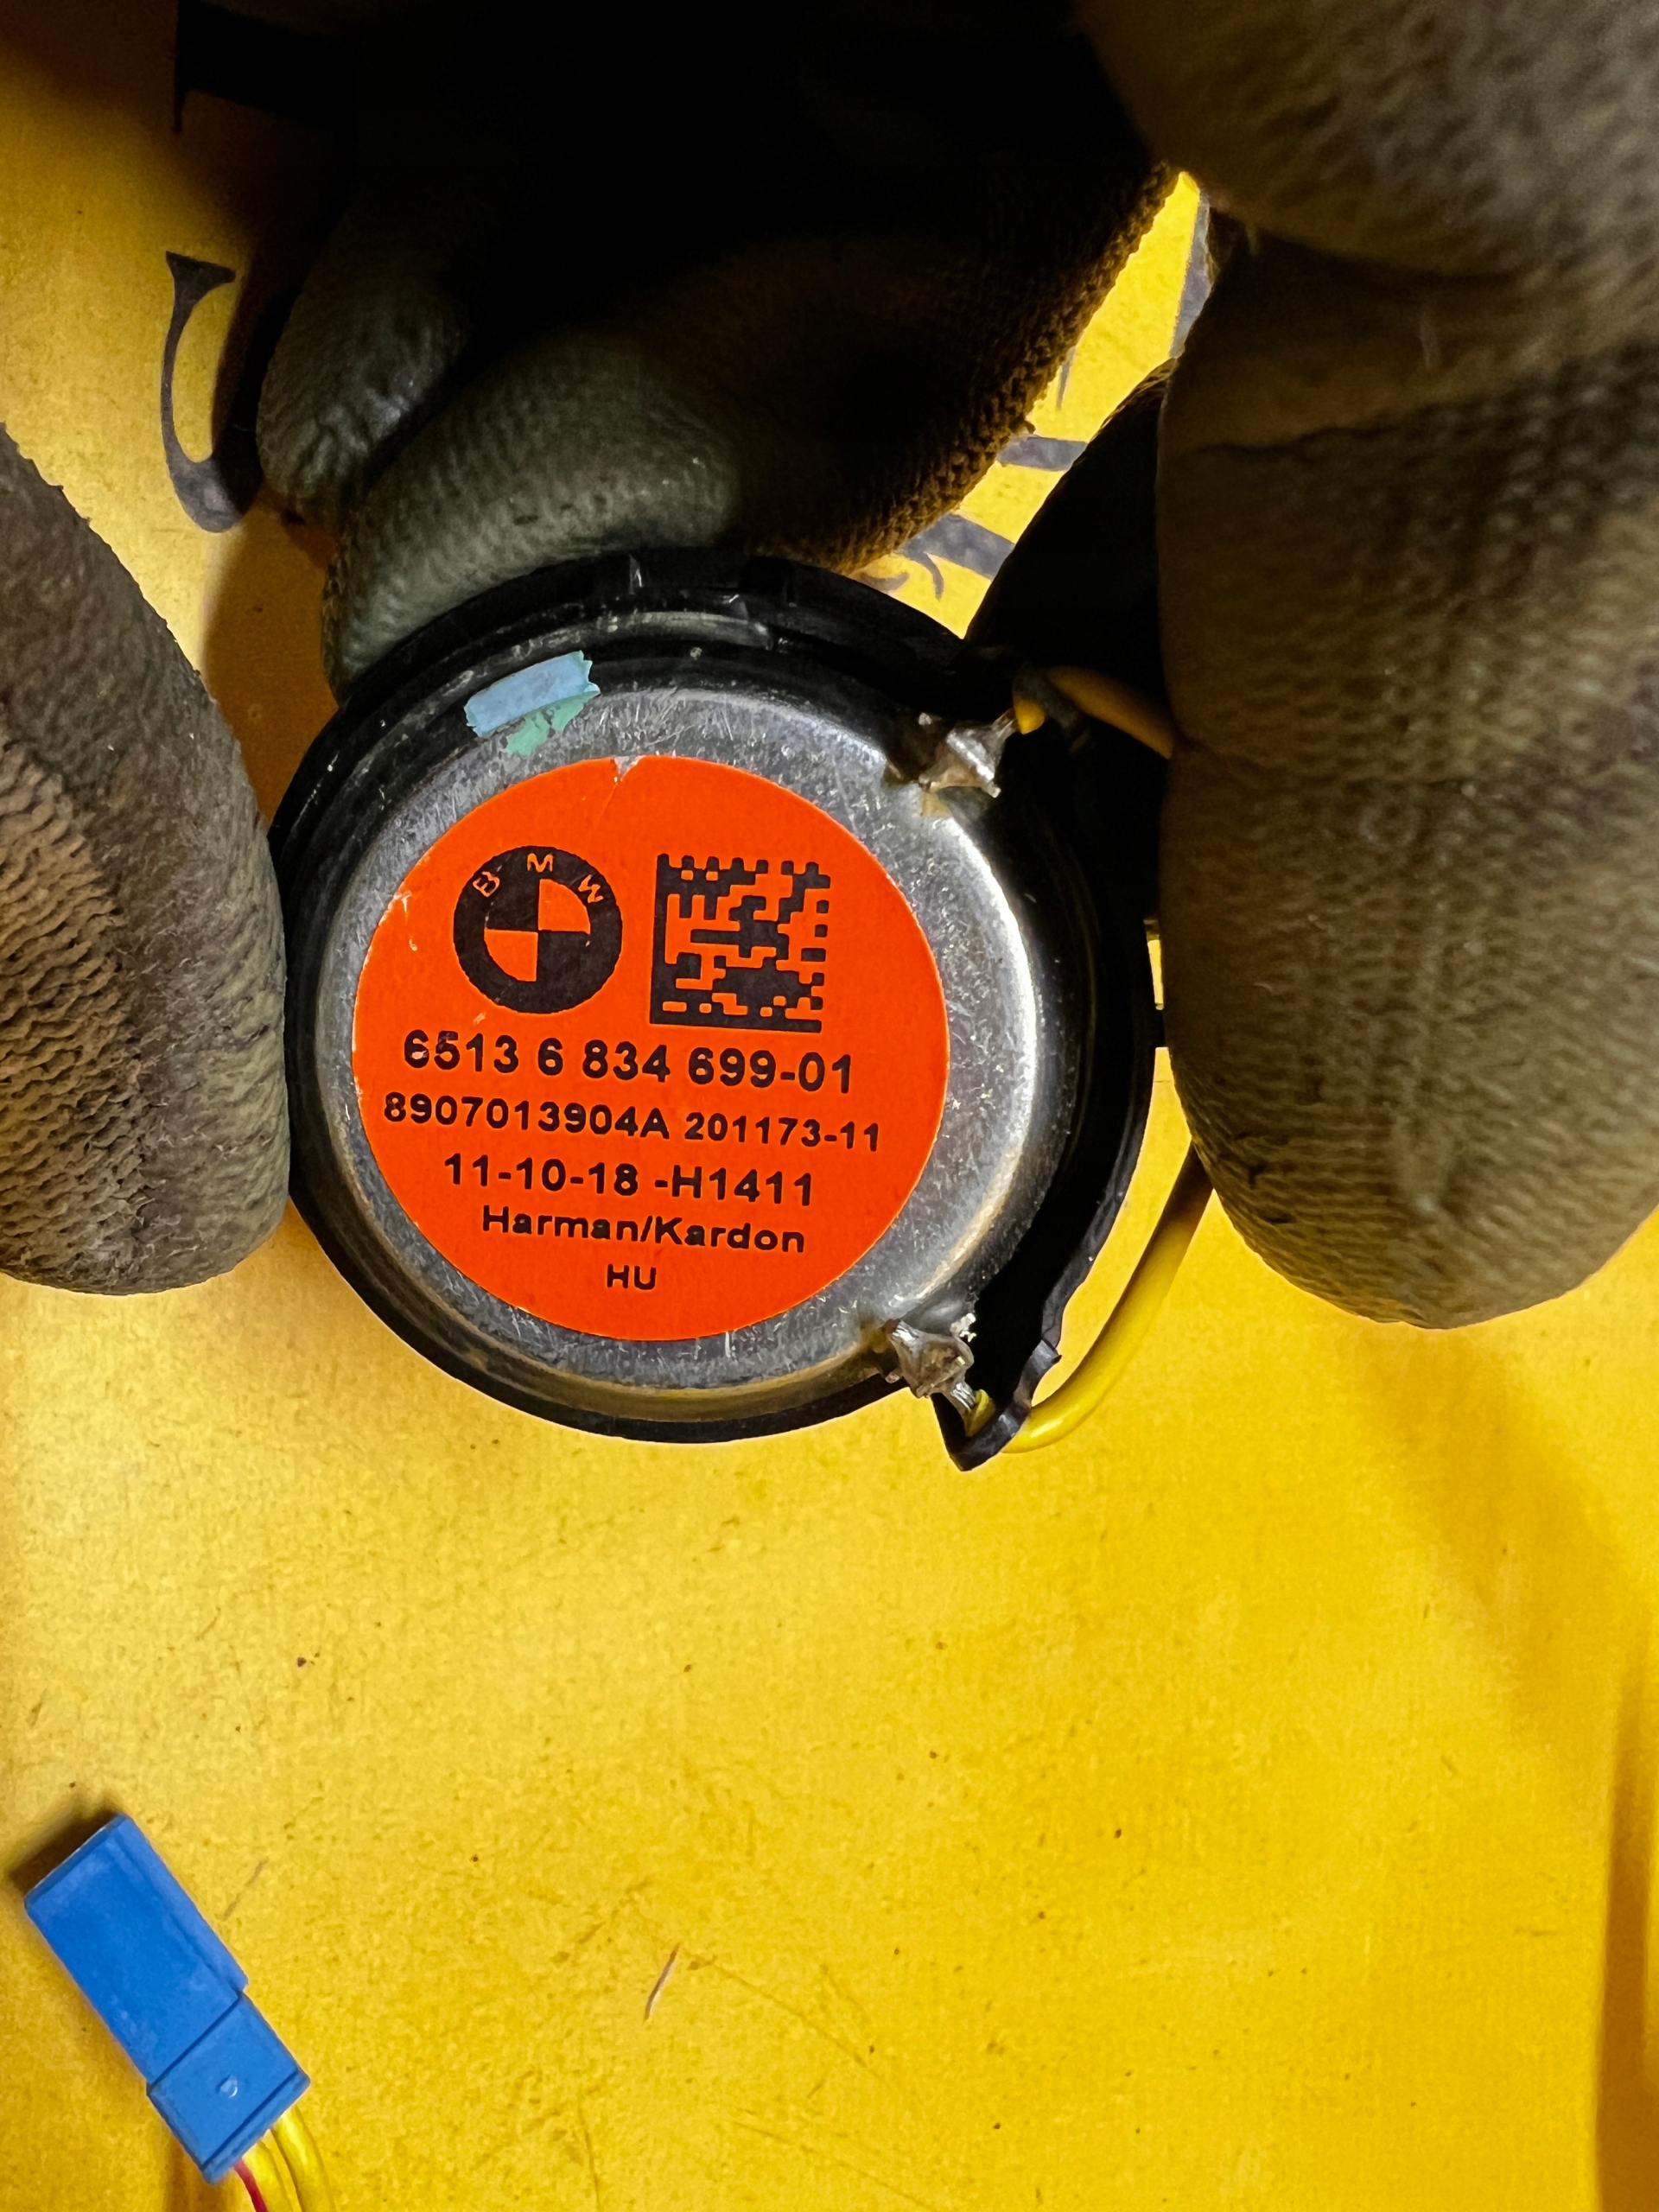 BMW
6513 6 834 699-01
8907013904A 201173-11
11-10-18 -H1411
Harman/Kardon
HU